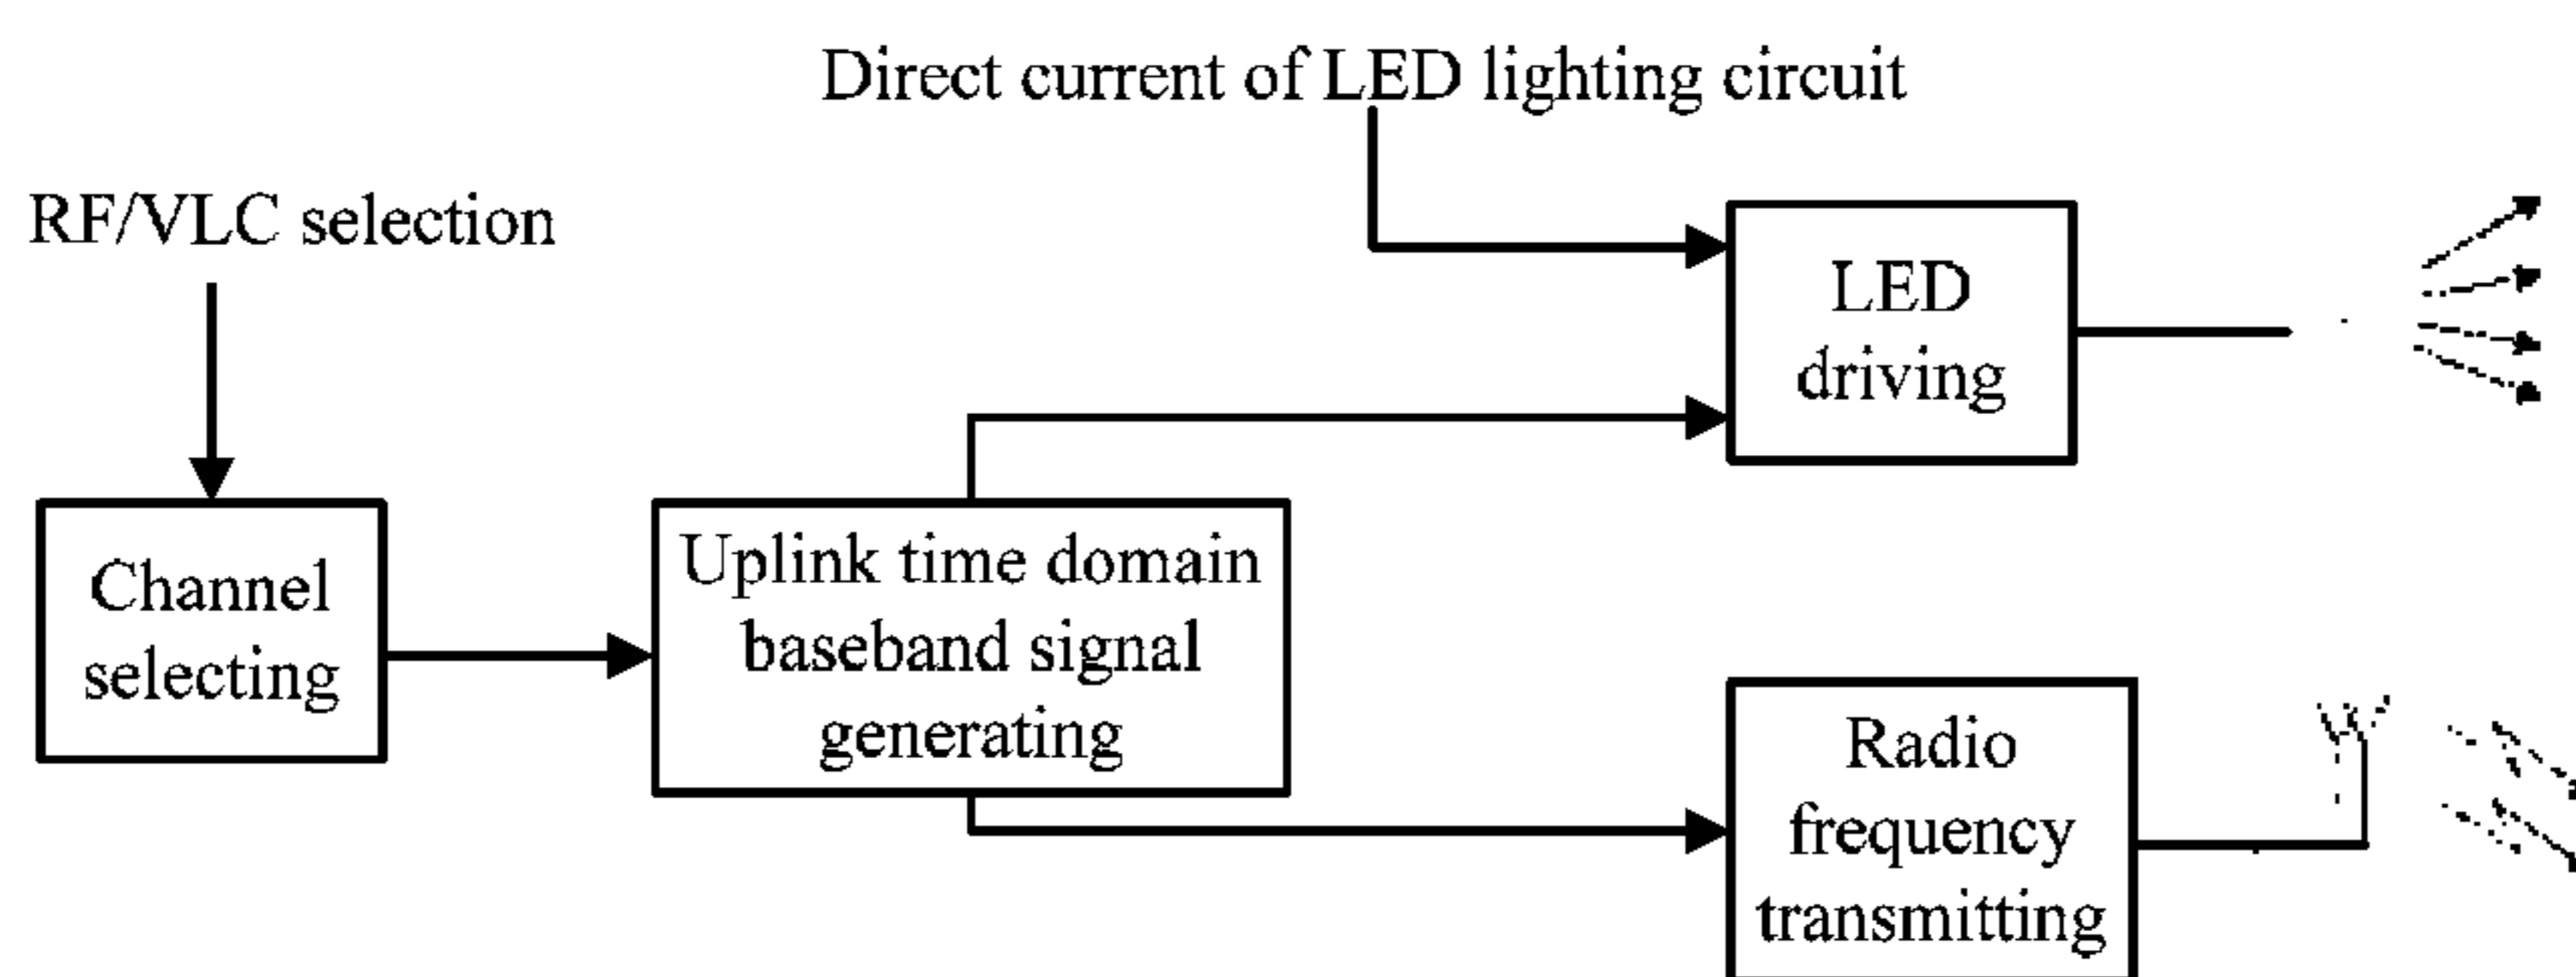 Direct current of LED lighting circuit
RF/VLC selection
LED
driving
Channel
selecting
Uplink time domain
baseband signal
generating
Radio
frequency
transmitting